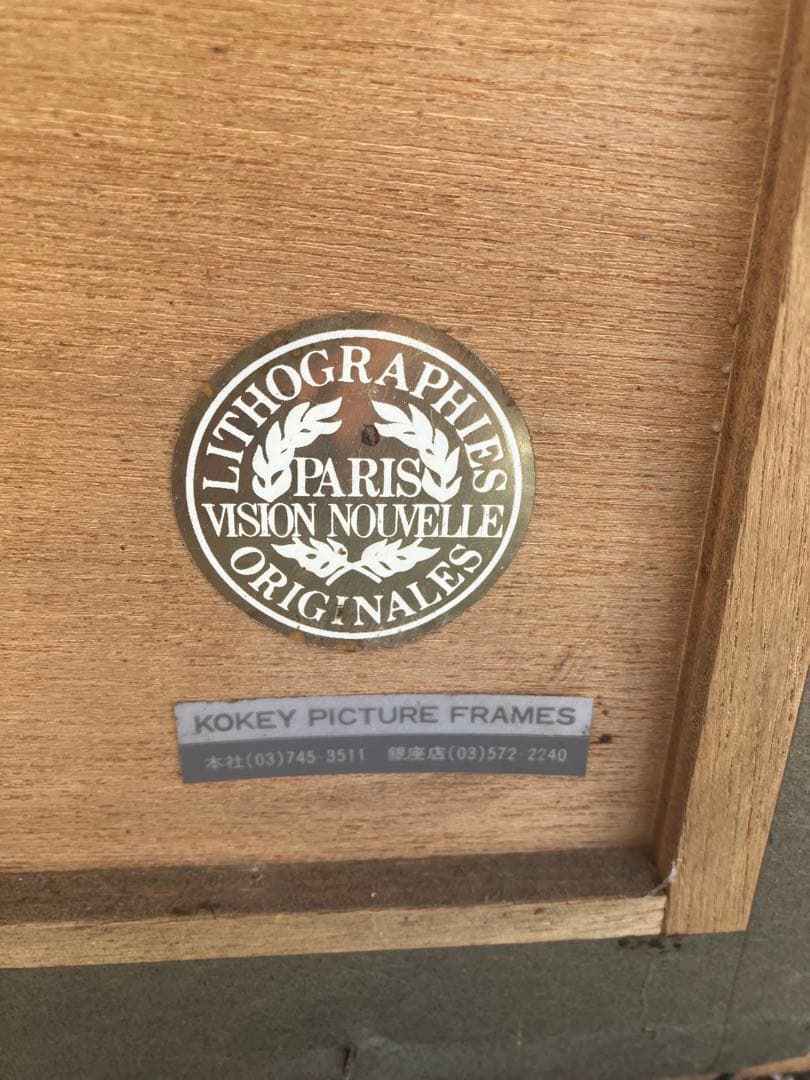 LITHOGRAPHIES
PARIS
VISION NOUVELLE
ORIGINALES
KOKEY PICTURE FRAMES
本社(03)745-3511 銀座店(03)572-2240